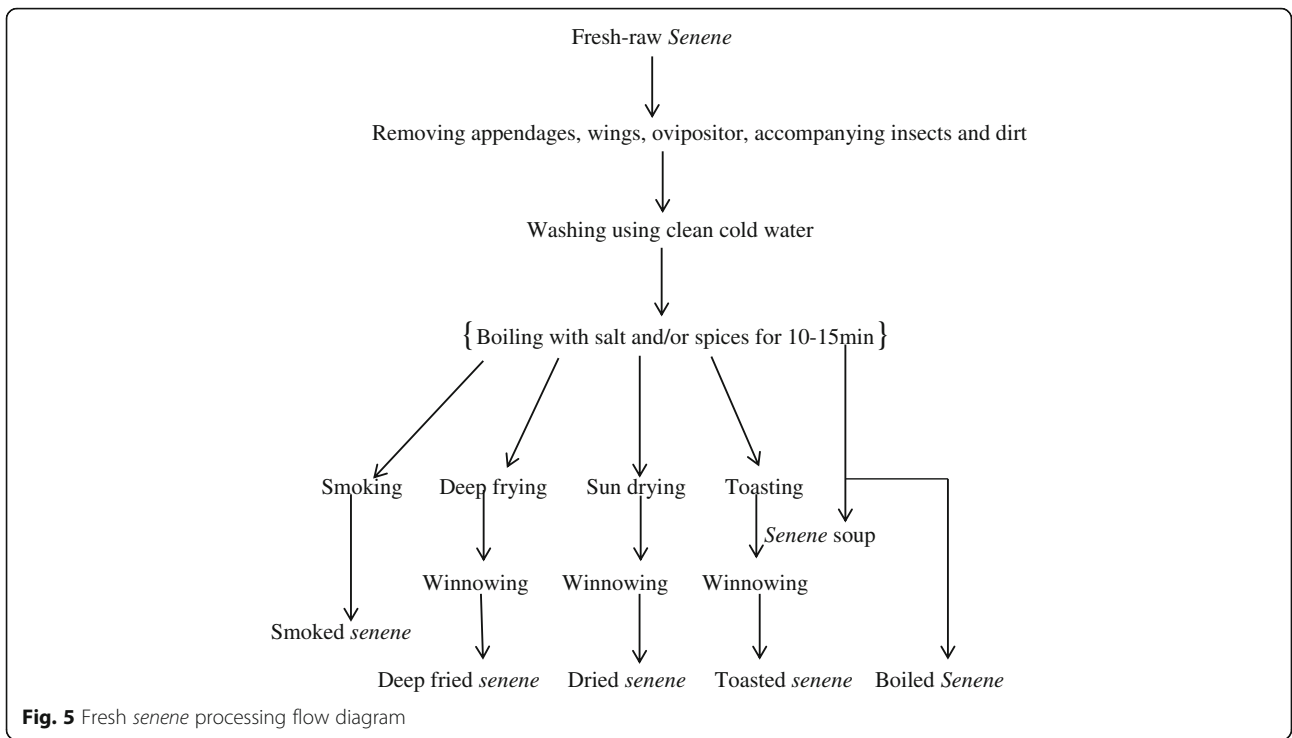 Fresh-raw Senene
Removing appendages, wings, ovipositor, accompanying insects and dirt
Washing using clean cold water
{Boiling with salt and/or spices for 10-15min}
Smoking Deep frying Sun drying Toasting
Senene soup
Winnowing Winnowing Winnowing
Smoked senene
Deep fried senene Dried senene Toasted senene Boiled Senene
Fig. 5 Fresh senene processing flow diagram